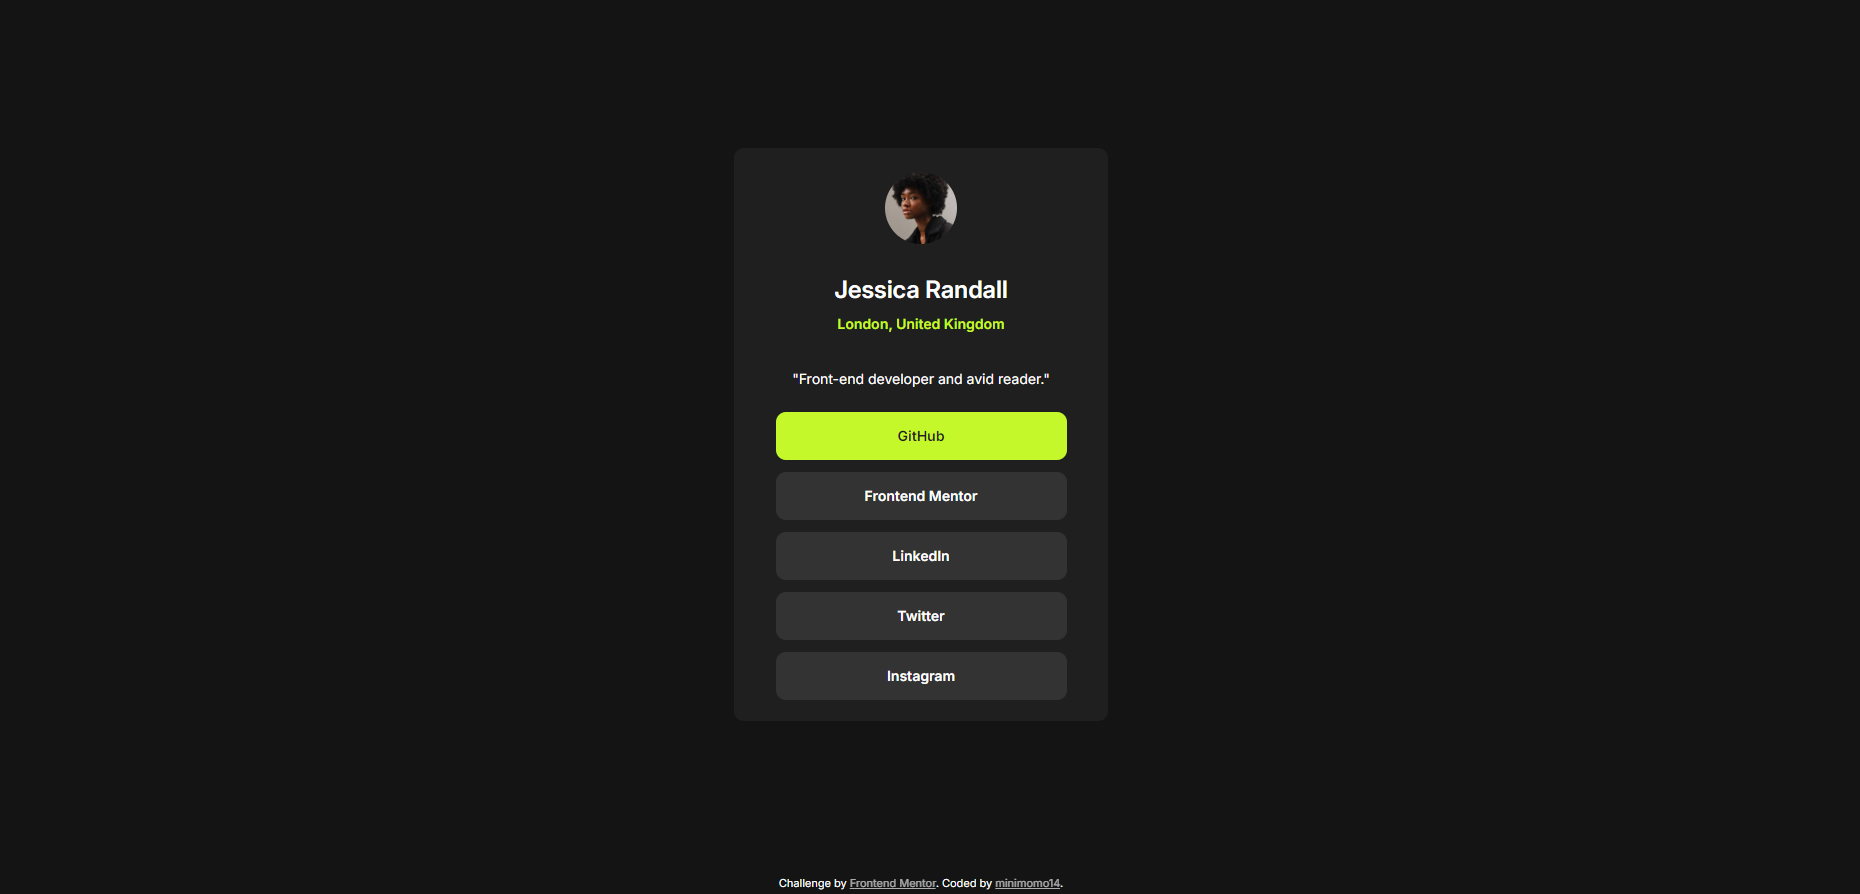 Jessica Randall
London, United Kingdom
"Front-end developer and avid reader."
GitHub
Frontend Mentor
LinkedIn
Twitter
Instagram
Challenge by Frontend Mentor. Coded by minimomo14.